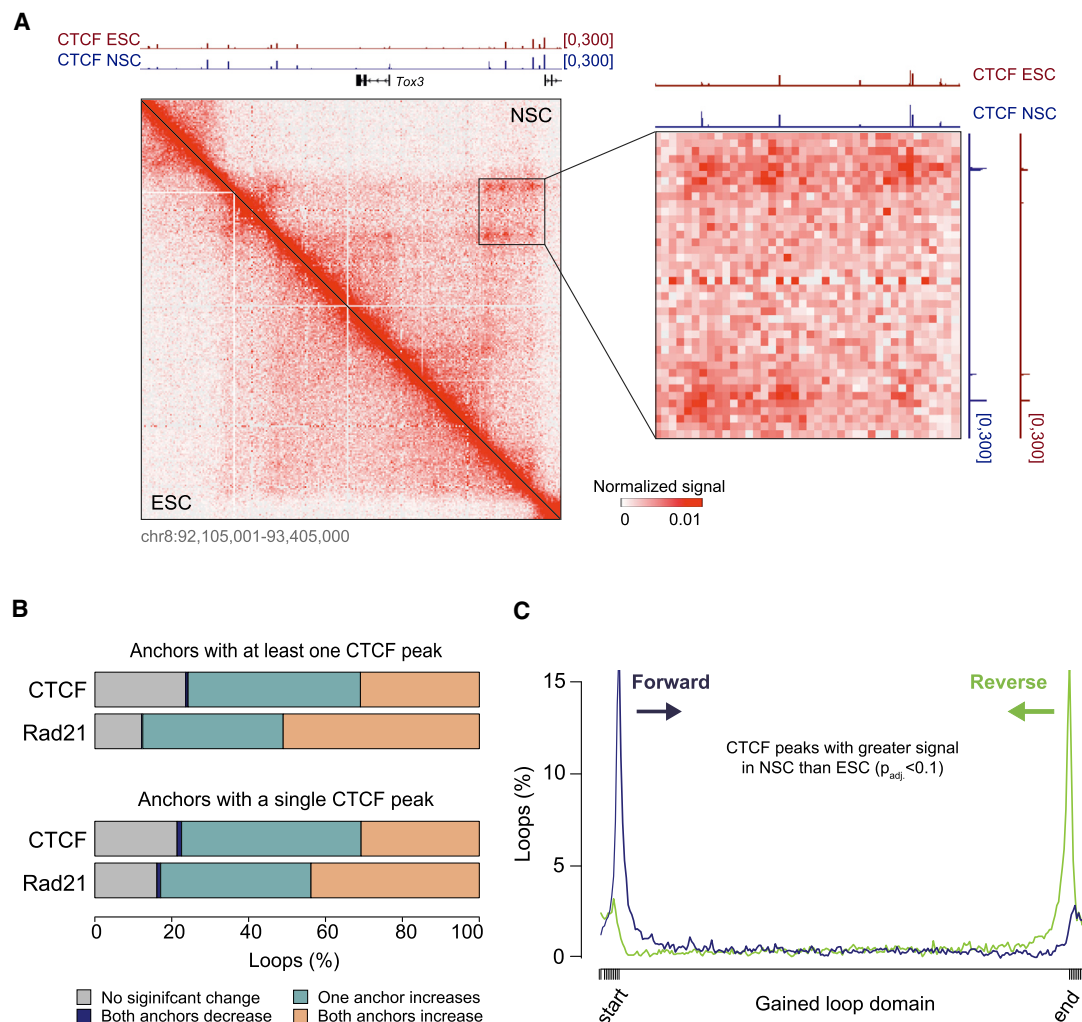 A
CTCF ESC
[0,300]
CTCF NSC
[0,300]
Tox3
NSC
ESC
chr8:92,105,001-93,405,000
CTCF ESC
CTCF NSC
[0,300]
[0,300]
Normalized signal
0
0.01
B
Anchors with at least one CTCF peak
CTCF
Rad21
Anchors with a single CTCF peak
CTCF
Rad21
0 20 40 60 80 100
Loops (%)
No siginifcant change
One anchor increases
Both anchors decrease
Both anchors increase
C
Loops (%)
15
10
5
0
Forward
Reverse
CTCF peaks with greater signal
in NSC than ESC (padj.<0.1)
start
Gained loop domain
end